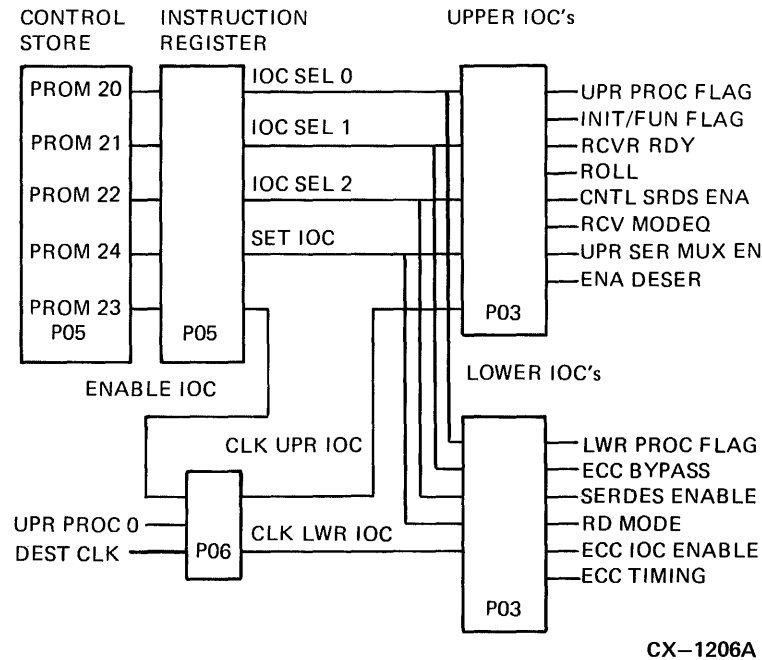 CONTROL STORE
INSTRUCTION REGISTER
UPPER IOC's
PROM 20
PROM 21
PROM 22
PROM 24
PROM 23
P05
P05
IOC SEL 0
IOC SEL 1
IOC SEL 2
SET IOC
UPR PROC FLAG
INIT/FUN FLAG
RCVR RDY
ROLL
CNTL SRDS ENA
RCV MODEQ
UPR SER MUX EN
ENA DESER
P03
ENABLE IOC
LOWER IOC's
CLK UPR IOC
UPR PROC 0
DEST CLK
P06
CLK LWR IOC
LWR PROC FLAG
ECC BYPASS
SERDES ENABLE
RD MODE
ECC IOC ENABLE
ECC TIMING
P03
CX–1206A